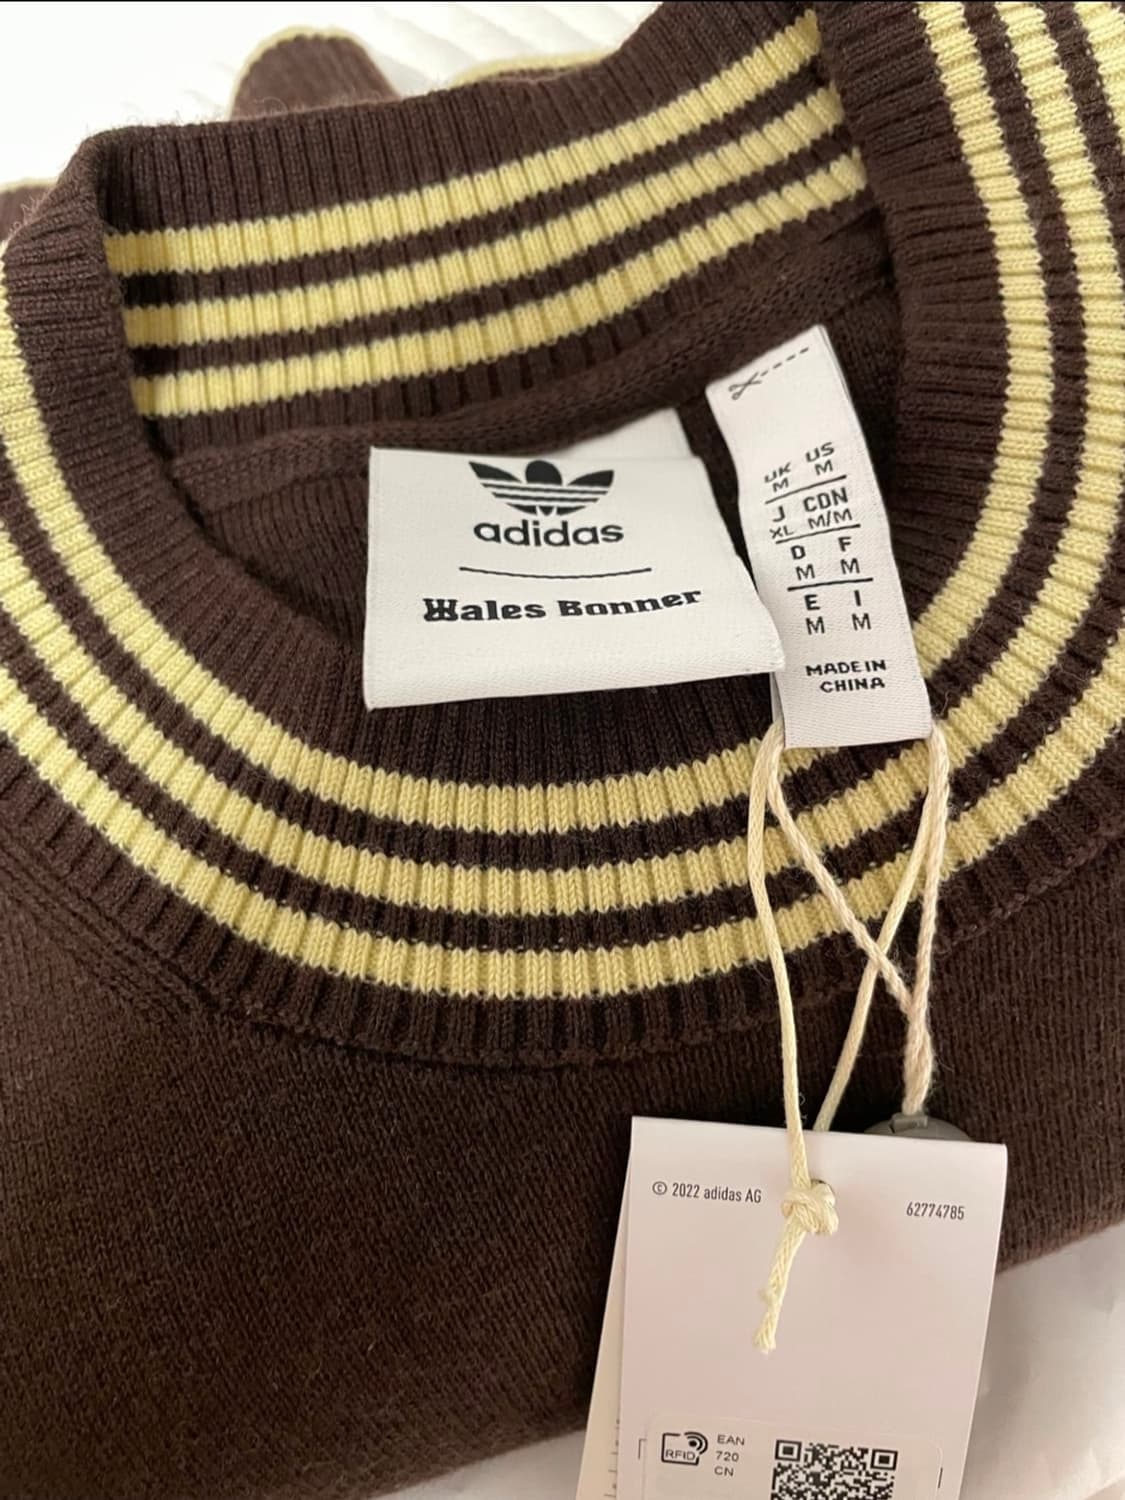 adidas
Wales Bonner
UK US
M M
J CDN
XL M/M
D F
M M
E I
M M
MADE IN
CHINA
© 2022 adidas AG
62774785
RFID
EAN
720
CN